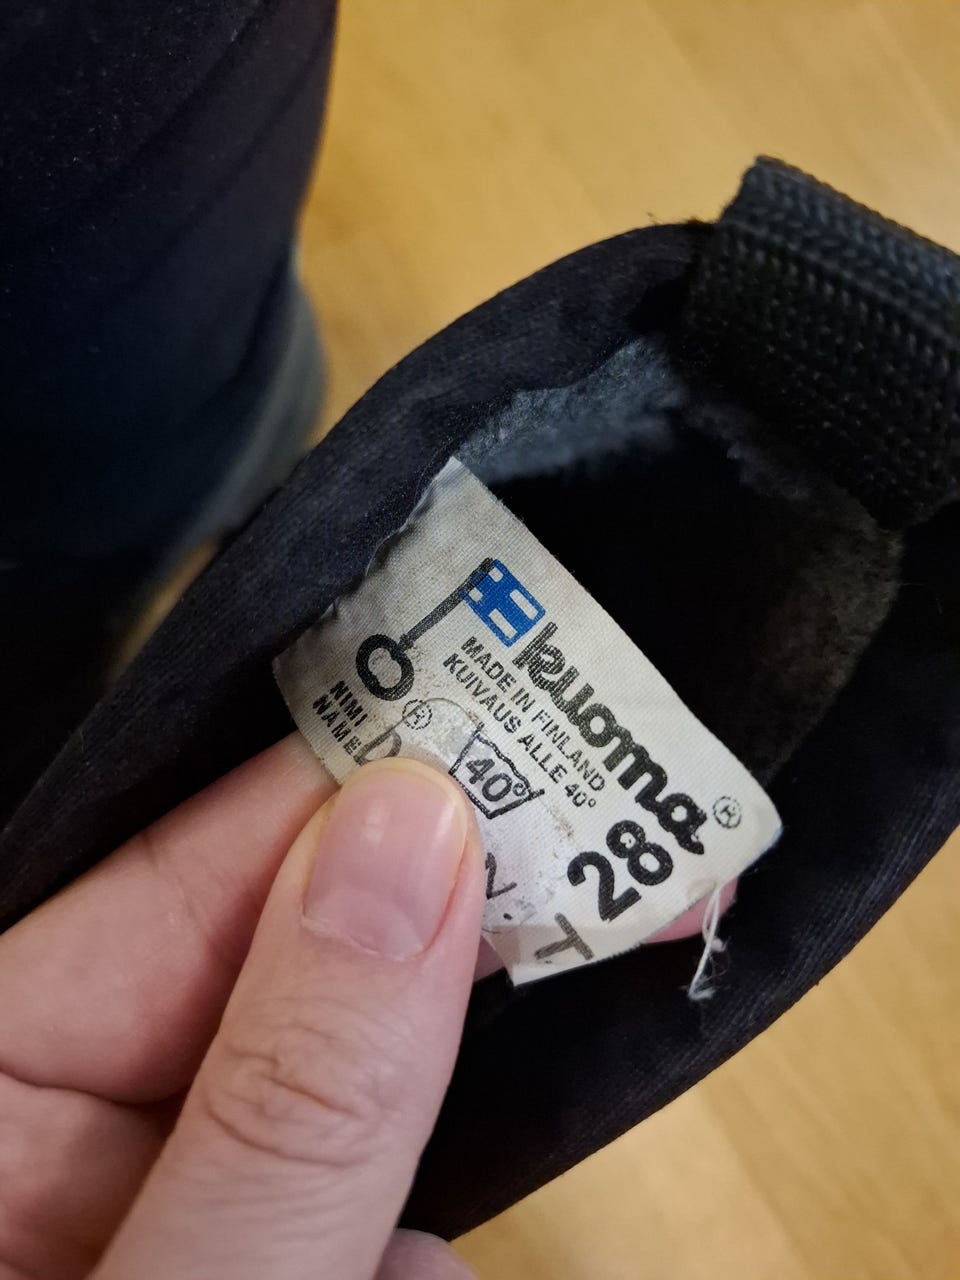 kuoma ®
MADE IN FINLAND
KUIVAUS ALLE 40°
28
®
40°
NIMI
NAME D
N. T